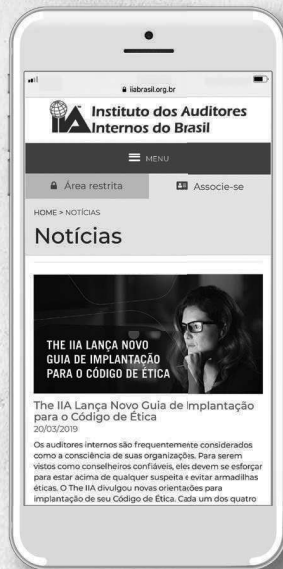 iiabrasil.org.br
IIA Instituto dos Auditores
Internos do Brasil
MENU
Área restrita
Associe-se
HOME > NOTÍCIAS
Notícias
THE IIA LANÇA NOVO
GUIA DE IMPLANTAÇÃO
PARA O CÓDIGO DE ÉTICA
The IIA Lança Novo Guia de Implantação
para o Código de Ética
20/03/2019
Os auditores internos são frequentemente considerados
como a consciência de suas organizações. Para serem
vistos como conselheiros confiáveis, eles devem se esforçar
para estar acima de qualquer suspeita e evitar armadilhas
éticas. O The IIA divulgou novas orientações para
implantação de seu Código de Ética. Cada um dos quatro